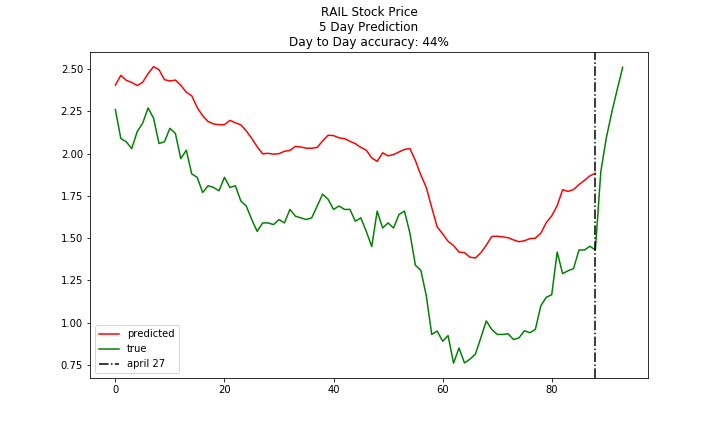 RAIL Stock Price
5 Day Prediction
Day to Day accuracy: 44%
2.50
2.25
2.00
1.75
1.50
1.25
1.00
0.75
predicted
true
april 27
0 20 40 60 80